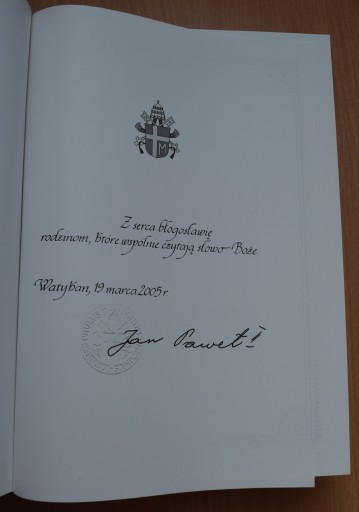 Z serca błogosławię
rodzinom, które wspólnie czytają słowo Boże
Watykan, 19 marca 2005 r.
Jan Paweł II